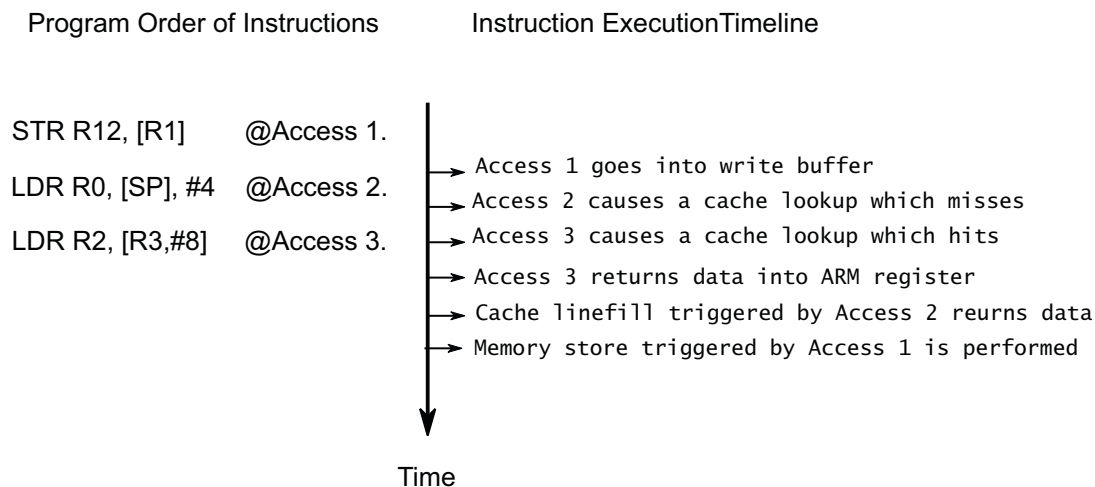 Program Order of Instructions
Instruction ExecutionTimeline
STR R12, [R1] @Access 1.
LDR R0, [SP], #4 @Access 2.
LDR R2, [R3,#8] @Access 3.
Access 1 goes into write buffer
Access 2 causes a cache lookup which misses
Access 3 causes a cache lookup which hits
Access 3 returns data into ARM register
Cache linefill triggered by Access 2 reurns data
Memory store triggered by Access 1 is performed
Time